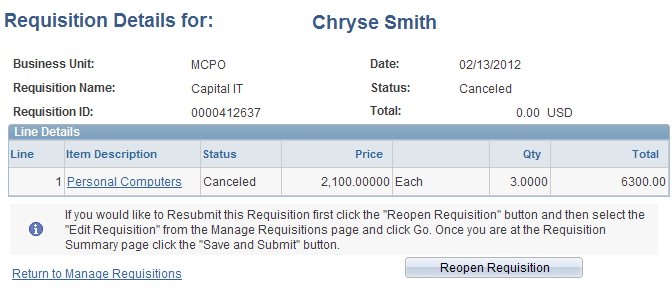 Requisition Details for: Chryse Smith
Business Unit: MCPO Date: 02/13/2012
Requisition Name: Capital IT Status: Canceled
Requisition ID: 0000412637 Total: 0.00 USD
Line Details
Line Item Description Status Price Qty Total
1 Personal Computers Canceled 2,100.00000 Each 3.0000 6300.00
If you would like to Resubmit this Requisition first click the "Reopen Requisition" button and then select the
"Edit Requisition" from the Manage Requisitions page and click Go. Once you are at the Requisition
Summary page click the "Save and Submit" button.
Return to Manage Requisitions Reopen Requisition